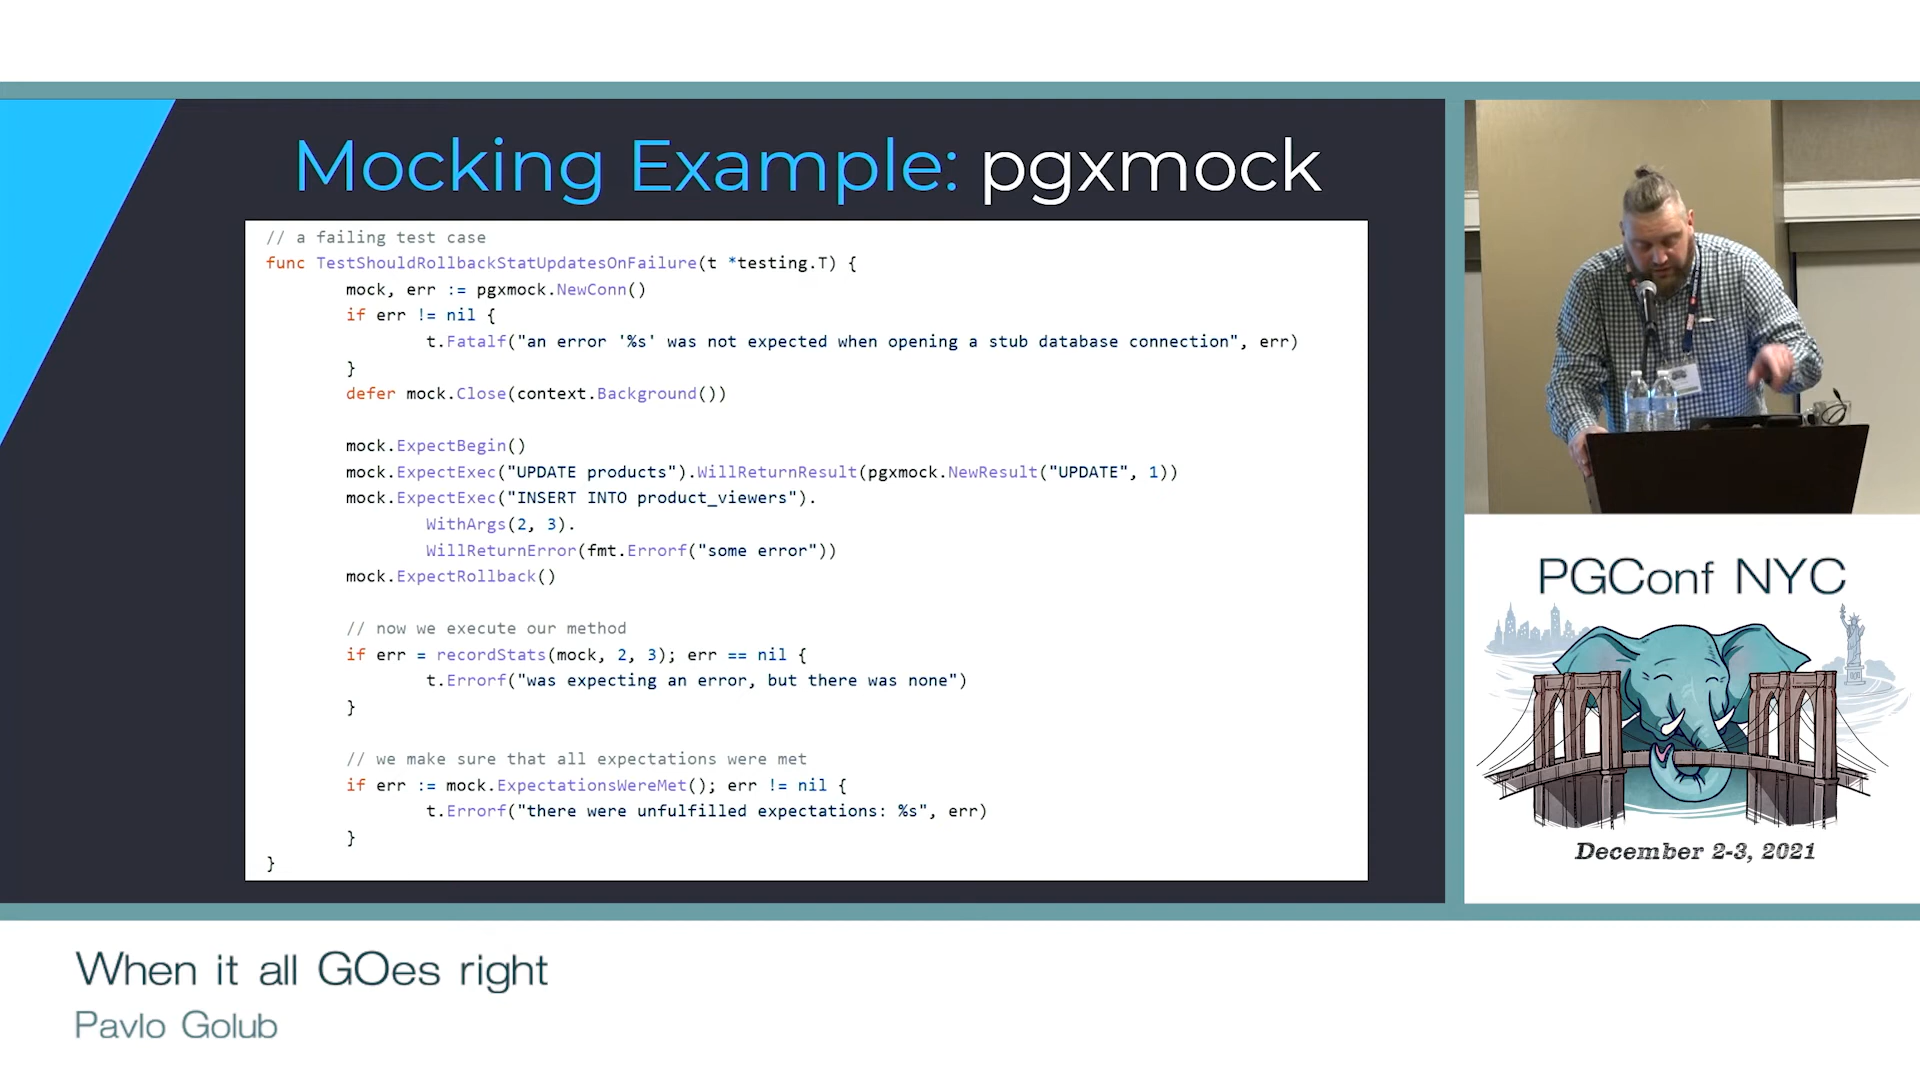 Mocking Example: pgxmock
// a failing test case
func TestShouldRollbackStatUpdatesOnFailure(t *testing.T) {
mock, err := pgxmock.NewConn()
if err != nil {
t.Fatalf("an error '%s' was not expected when opening a stub database connection", err)
}
defer mock.Close(context.Background())
mock.ExpectBegin()
mock.ExpectExec("UPDATE products").WillReturnResult(pgxmock.NewResult("UPDATE", 1))
mock.ExpectExec("INSERT INTO product_viewers").
WithArgs(2, 3).
WillReturnError(fmt.Errorf("some error"))
mock.ExpectRollback()
// now we execute our method
if err = recordStats(mock, 2, 3); err == nil {
t.Errorf("was expecting an error, but there was none")
}
// we make sure that all expectations were met
if err := mock.ExpectationsWereMet(); err != nil {
t.Errorf("there were unfulfilled expectations: %s", err)
}
}
PGConf NYC
December 2-3, 2021
When it all GOes right
Pavlo Golub